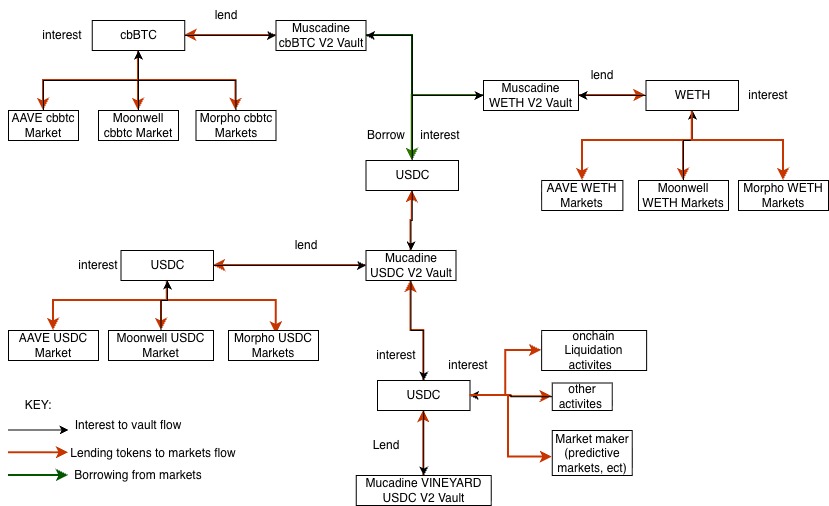 lend
interest
cbBTC
Muscadine
cbBTC V2 Vault
AAVE cbbtc
Market
Moonwell
cbbtc Market
Morpho cbbtc
Markets
Muscadine
WETH V2 Vault
lend
WETH
interest
Borrow
interest
USDC
AAVE WETH
Markets
Moonwell
WETH Markets
Morpho WETH
Markets
lend
interest
USDC
Mucadine
USDC V2 Vault
AAVE USDC
Market
Moonwell USDC
Market
Morpho USDC
Markets
interest
interest
onchain
Liquidation
activites
USDC
other
activites
KEY:
Interest to vault flow
Lending tokens to markets flow
Borrowing from markets
Lend
Market maker
(predictive
markets, ect)
Mucadine VINEYARD
USDC V2 Vault